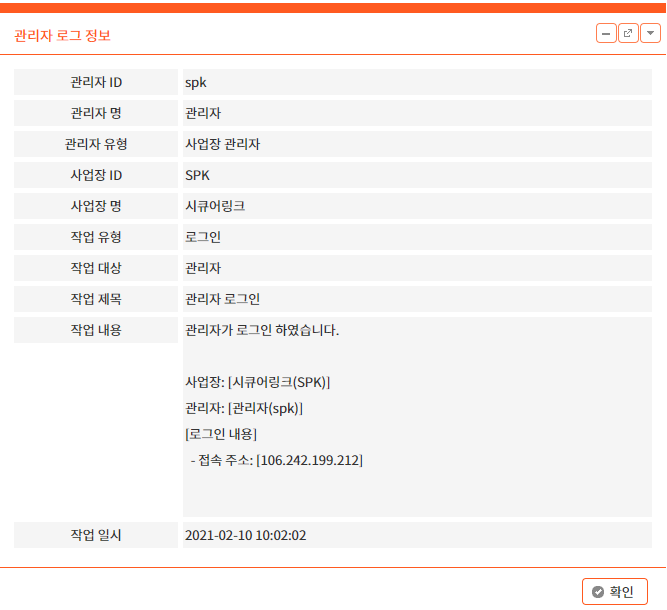 관리자 로그 정보
관리자 ID spk
관리자 명 관리자
관리자 유형 사업장 관리자
사업장 ID SPK
사업장 명 시큐어링크
작업 유형 로그인
작업 대상 관리자
작업 제목 관리자 로그인
작업 내용 관리자가 로그인 하였습니다.
사업장: [시큐어링크(SPK)]
관리자: [관리자(spk)]
[로그인 내용]
- 접속 주소: [106.242.199.212]
작업 일시 2021-02-10 10:02:02
확인